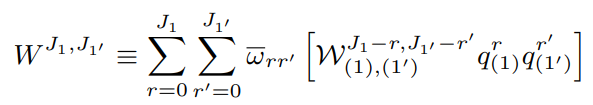 $W^{J_1,J_{1'}} \equiv \sum_{r=0}^{J_1} \sum_{r'=0}^{J_{1'}} \overline{\omega}_{rr'} \left[ \mathcal{W}_{(1),(1')}^{J_1-r,J_{1'}-r'} q_{(1)}^{r} q_{(1')}^{r'} \right]$